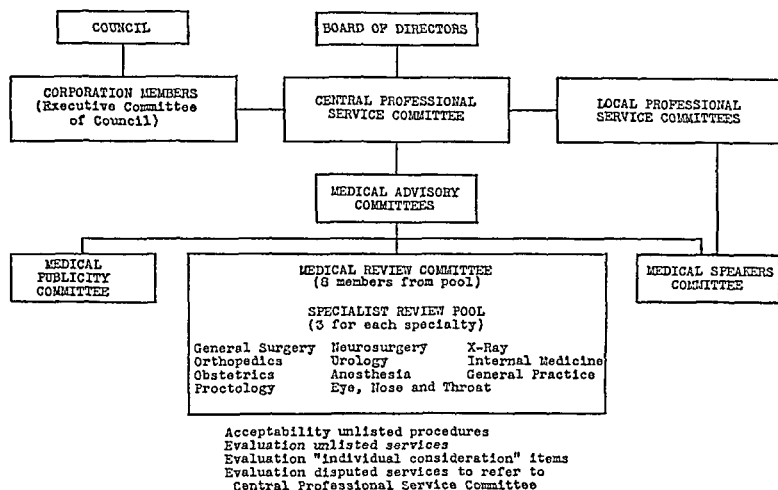 COUNCIL
BOARD OF DIRECTORS
CORPORATION MEMBERS
(Executive Committee
of Council)
CENTRAL PROFESSIONAL
SERVICE COMMITTEE
LOCAL PROFESSIONAL
SERVICE COMMITTEES
MEDICAL ADVISORY
COMMITTEES
MEDICAL
PUBLICITY
COMMITTEE
MEDICAL REVIEW COMMITTEE
(8 members from pool)
SPECIALIST REVIEW POOL
(3 for each specialty)
General Surgery Neurosurgery X-Ray
Orthopedics Urology Internal Medicine
Obstetrics Anesthesia General Practice
Proctology Eye, Nose and Throat
MEDICAL SPEAKERS
COMMITTEE
Acceptability unlisted procedures
Evaluation unlisted services
Evaluation "individual consideration" items
Evaluation disputed services to refer to
Central Professional Service Committee